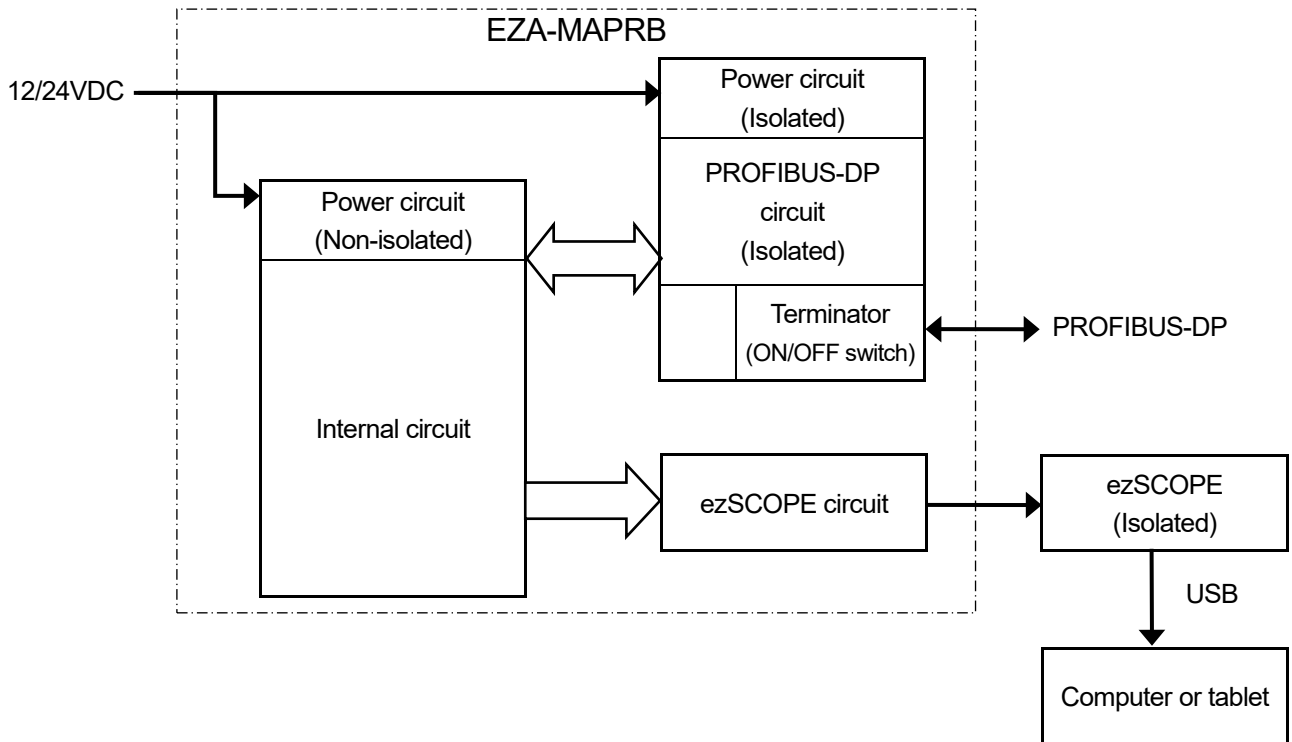 EZA-MAPRB
12/24VDC
Power circuit
(Isolated)
PROFIBUS-DP
circuit
(Isolated)
Power circuit
(Non-isolated)
Terminator
(ON/OFF switch)
PROFIBUS-DP
Internal circuit
ezSCOPE circuit
ezSCOPE
(Isolated)
USB
Computer or tablet